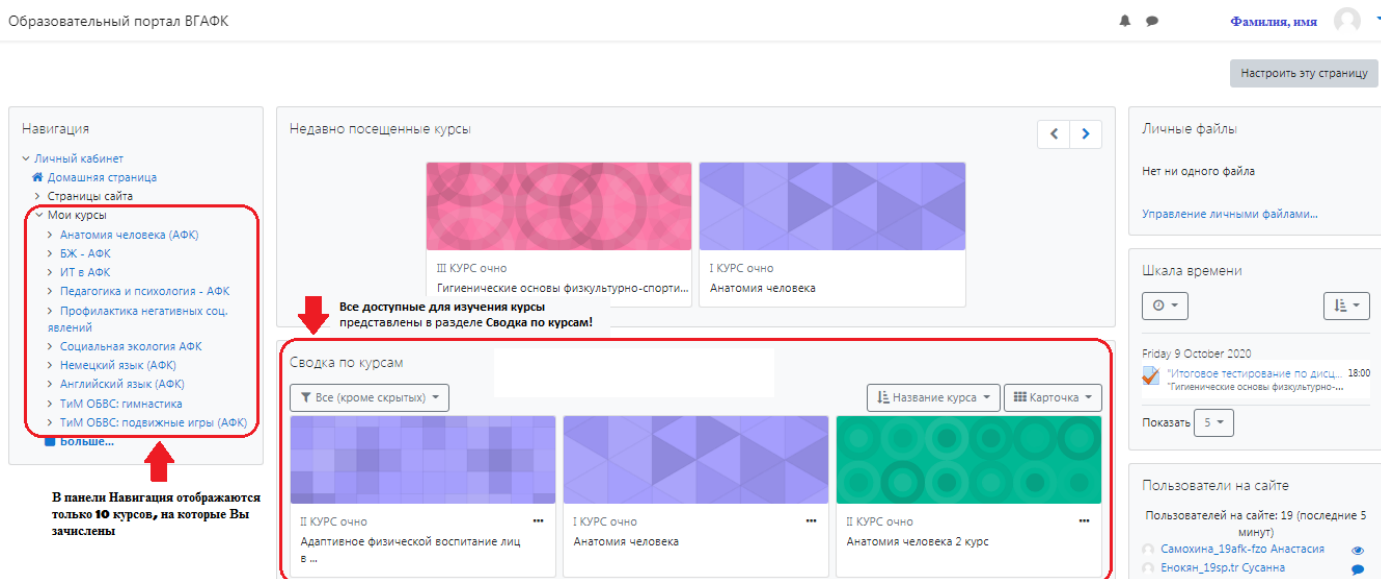 Образовательный портал ВГАФК
Фамилия, имя
Настроить эту страницу
Навигация
Личный кабинет
Домашняя страница
Страницы сайта
Мои курсы
Анатомия человека (АФК)
БЖ - АФК
ИТ в АФК
Педагогика и психология - АФК
Профилактика негативных соц.
явлений
Социальная экология АФК
Немецкий язык (АФК)
Английский язык (АФК)
ТиМ ОБВС: гимнастика
ТиМ ОБВС: подвижные игры (АФК)
Больше...
В панели Навигация отображаются
только 10 курсов, на которые Вы
зачислены
Недавно посещенные курсы
III КУРС очно
Гигиенические основы физкультурно-спорти...
I КУРС очно
Анатомия человека
Все доступные для изучения курсы
представлены в разделе Сводка по курсам!
Сводка по курсам
Все (кроме скрытых)
Название курса
Карточка
II КУРС очно
Адаптивное физической воспитание лиц
в ...
I КУРС очно
Анатомия человека
II КУРС очно
Анатомия человека 2 курс
Личные файлы
Нет ни одного файла
Управление личными файлами...
Шкала времени
Friday 9 October 2020
"Итоговое тестирование по дисц... 18:00
"Гигиенические основы физкультурно-...
Показать 5
Пользователи на сайте
Пользователей на сайте: 19 (последние 5
минут)
Самохина_19afk-fzo Анастасия
Енокян_19sp.tr Сусанна